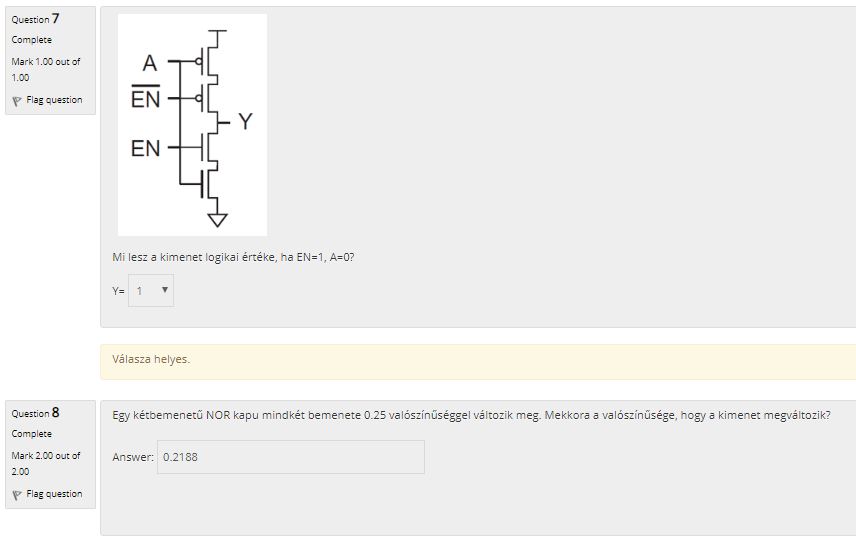 Question 7
Complete
Mark 1.00 out of
1.00
Flag question
A
EN
EN
Y
Mi lesz a kimenet logikai értéke, ha EN=1, A=0?
Y= 1
Válasza helyes.
Question 8
Complete
Mark 2.00 out of
2.00
Flag question
Egy kétbemenetű NOR kapu mindkét bemenete 0.25 valószínűséggel változik meg. Mekkora a valószínűsége, hogy a kimenet megváltozik?
Answer: 0.2188